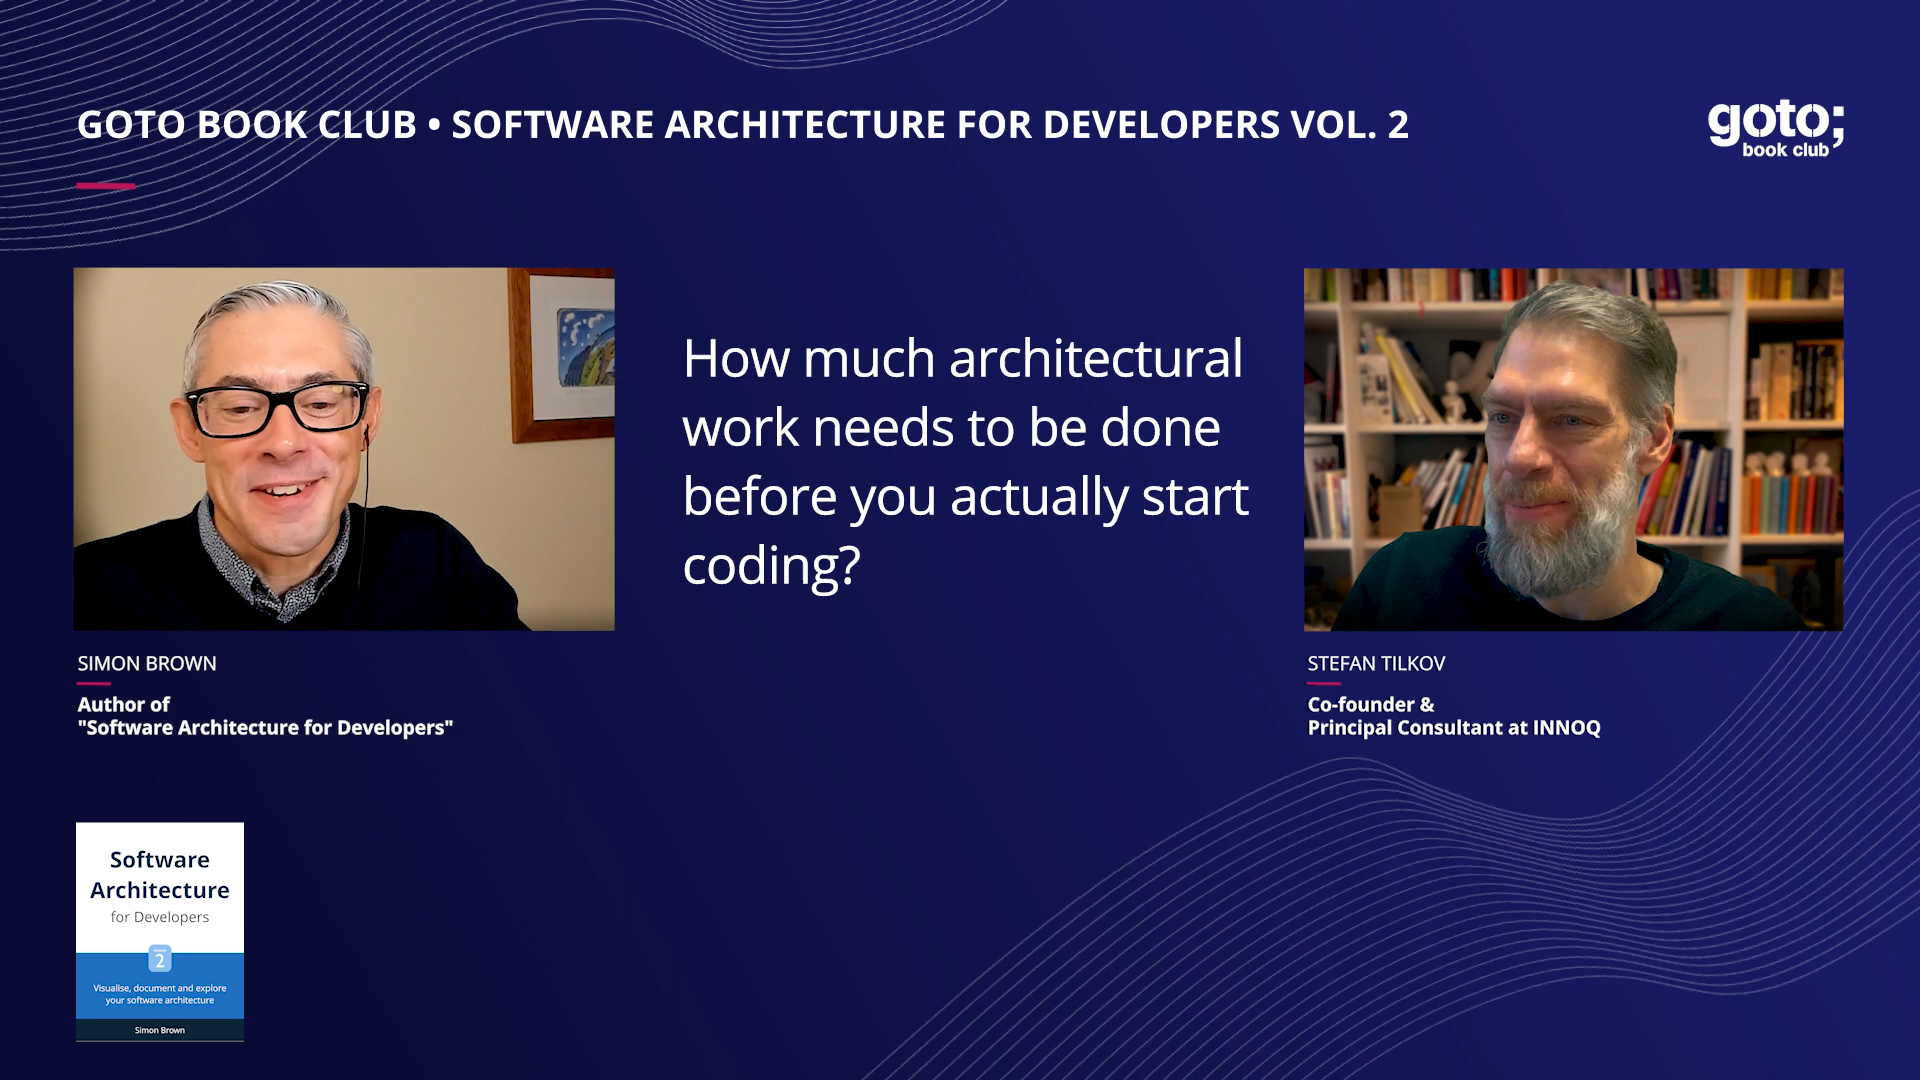 GOTO BOOK CLUB • SOFTWARE ARCHITECTURE FOR DEVELOPERS VOL. 2
goto;
book club
How much architectural
work needs to be done
before you actually start
coding?
SIMON BROWN
Author of
"Software Architecture for Developers"
STEFAN TILKOV
Co-founder &
Principal Consultant at INNOQ
Software
Architecture
for Developers
2
Visualise, document and explore
your software architecture
Simon Brown